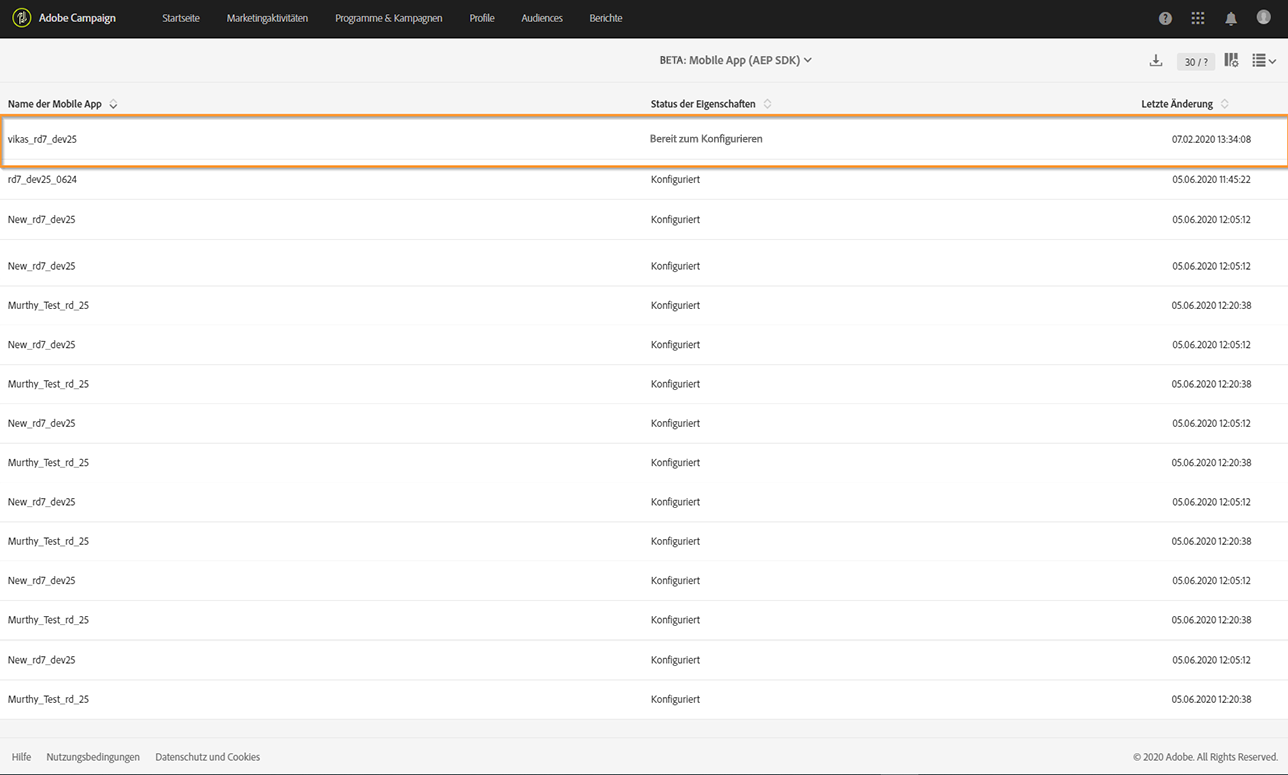 Adobe Campaign Startseite Marketingaktivitäten Programme & Kampagnen Profile Audiences Berichte
BETA: Mobile App (AEP SDK) 30 / ?
Name der Mobile App Status der Eigenschaften Letzte Änderung
vikas_rd7_dev25 Bereit zum Konfigurieren 07.02.2020 13:34:08
rd7_dev25_0624 Konfiguriert 05.06.2020 11:45:22
New_rd7_dev25 Konfiguriert 05.06.2020 12:05:12
New_rd7_dev25 Konfiguriert 05.06.2020 12:05:12
Murthy_Test_rd_25 Konfiguriert 05.06.2020 12:20:38
New_rd7_dev25 Konfiguriert 05.06.2020 12:05:12
Murthy_Test_rd_25 Konfiguriert 05.06.2020 12:20:38
New_rd7_dev25 Konfiguriert 05.06.2020 12:05:12
Murthy_Test_rd_25 Konfiguriert 05.06.2020 12:20:38
New_rd7_dev25 Konfiguriert 05.06.2020 12:05:12
Murthy_Test_rd_25 Konfiguriert 05.06.2020 12:20:38
New_rd7_dev25 Konfiguriert 05.06.2020 12:05:12
Murthy_Test_rd_25 Konfiguriert 05.06.2020 12:20:38
New_rd7_dev25 Konfiguriert 05.06.2020 12:05:12
Murthy_Test_rd_25 Konfiguriert 05.06.2020 12:20:38
Hilfe Nutzungsbedingungen Datenschutz und Cookies © 2020 Adobe. All Rights Reserved.